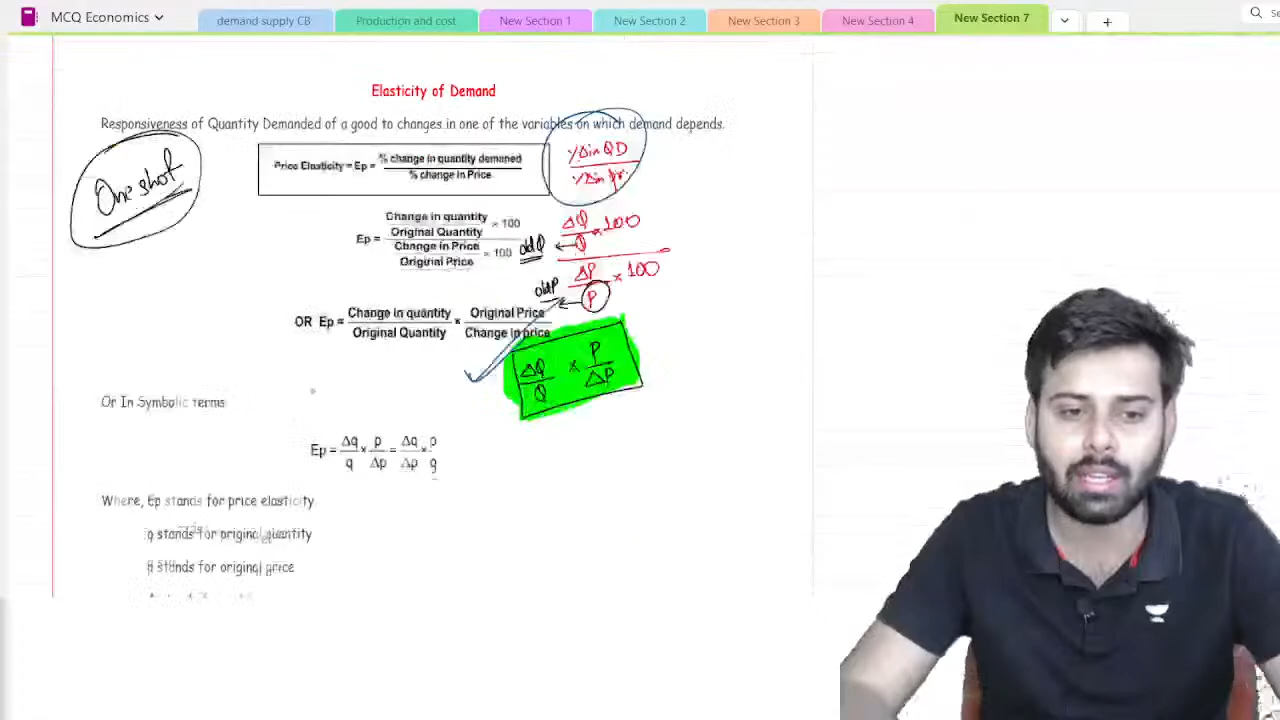 MCQ Economics
demand supply CB
Production and cost
New Section 1
New Section 2
New Section 3
New Section 4
New Section 7
+
Elasticity of Demand
Responsiveness of Quantity Demanded of a good to changes in one of the variables on which demand depends.
One shot
Price Elasticity = Ep = % change in quantity demaned
% change in Price
%Δ in QD
%Δ in Pr.
Ep = Change in quantity × 100
Original Quantity
Change in Price × 100
Original Price
ΔQ × 100
Q
old Q
ΔP × 100
P
old P
OR Ep = Change in quantity × Original Price
Original Quantity Change in price
ΔQ × P
Q ΔP
Or In Symbolic terms
Ep = Δq × p = Δq × p
q Δp Δp q
Where, Ep stands for price elasticity
q stands for original quantity
p stands for original price